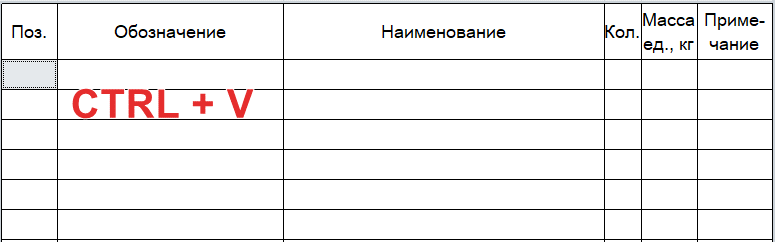 Поз.
Обозначение
Наименование
Кол.
Масса
ед., кг
Приме-
чание
CTRL + V